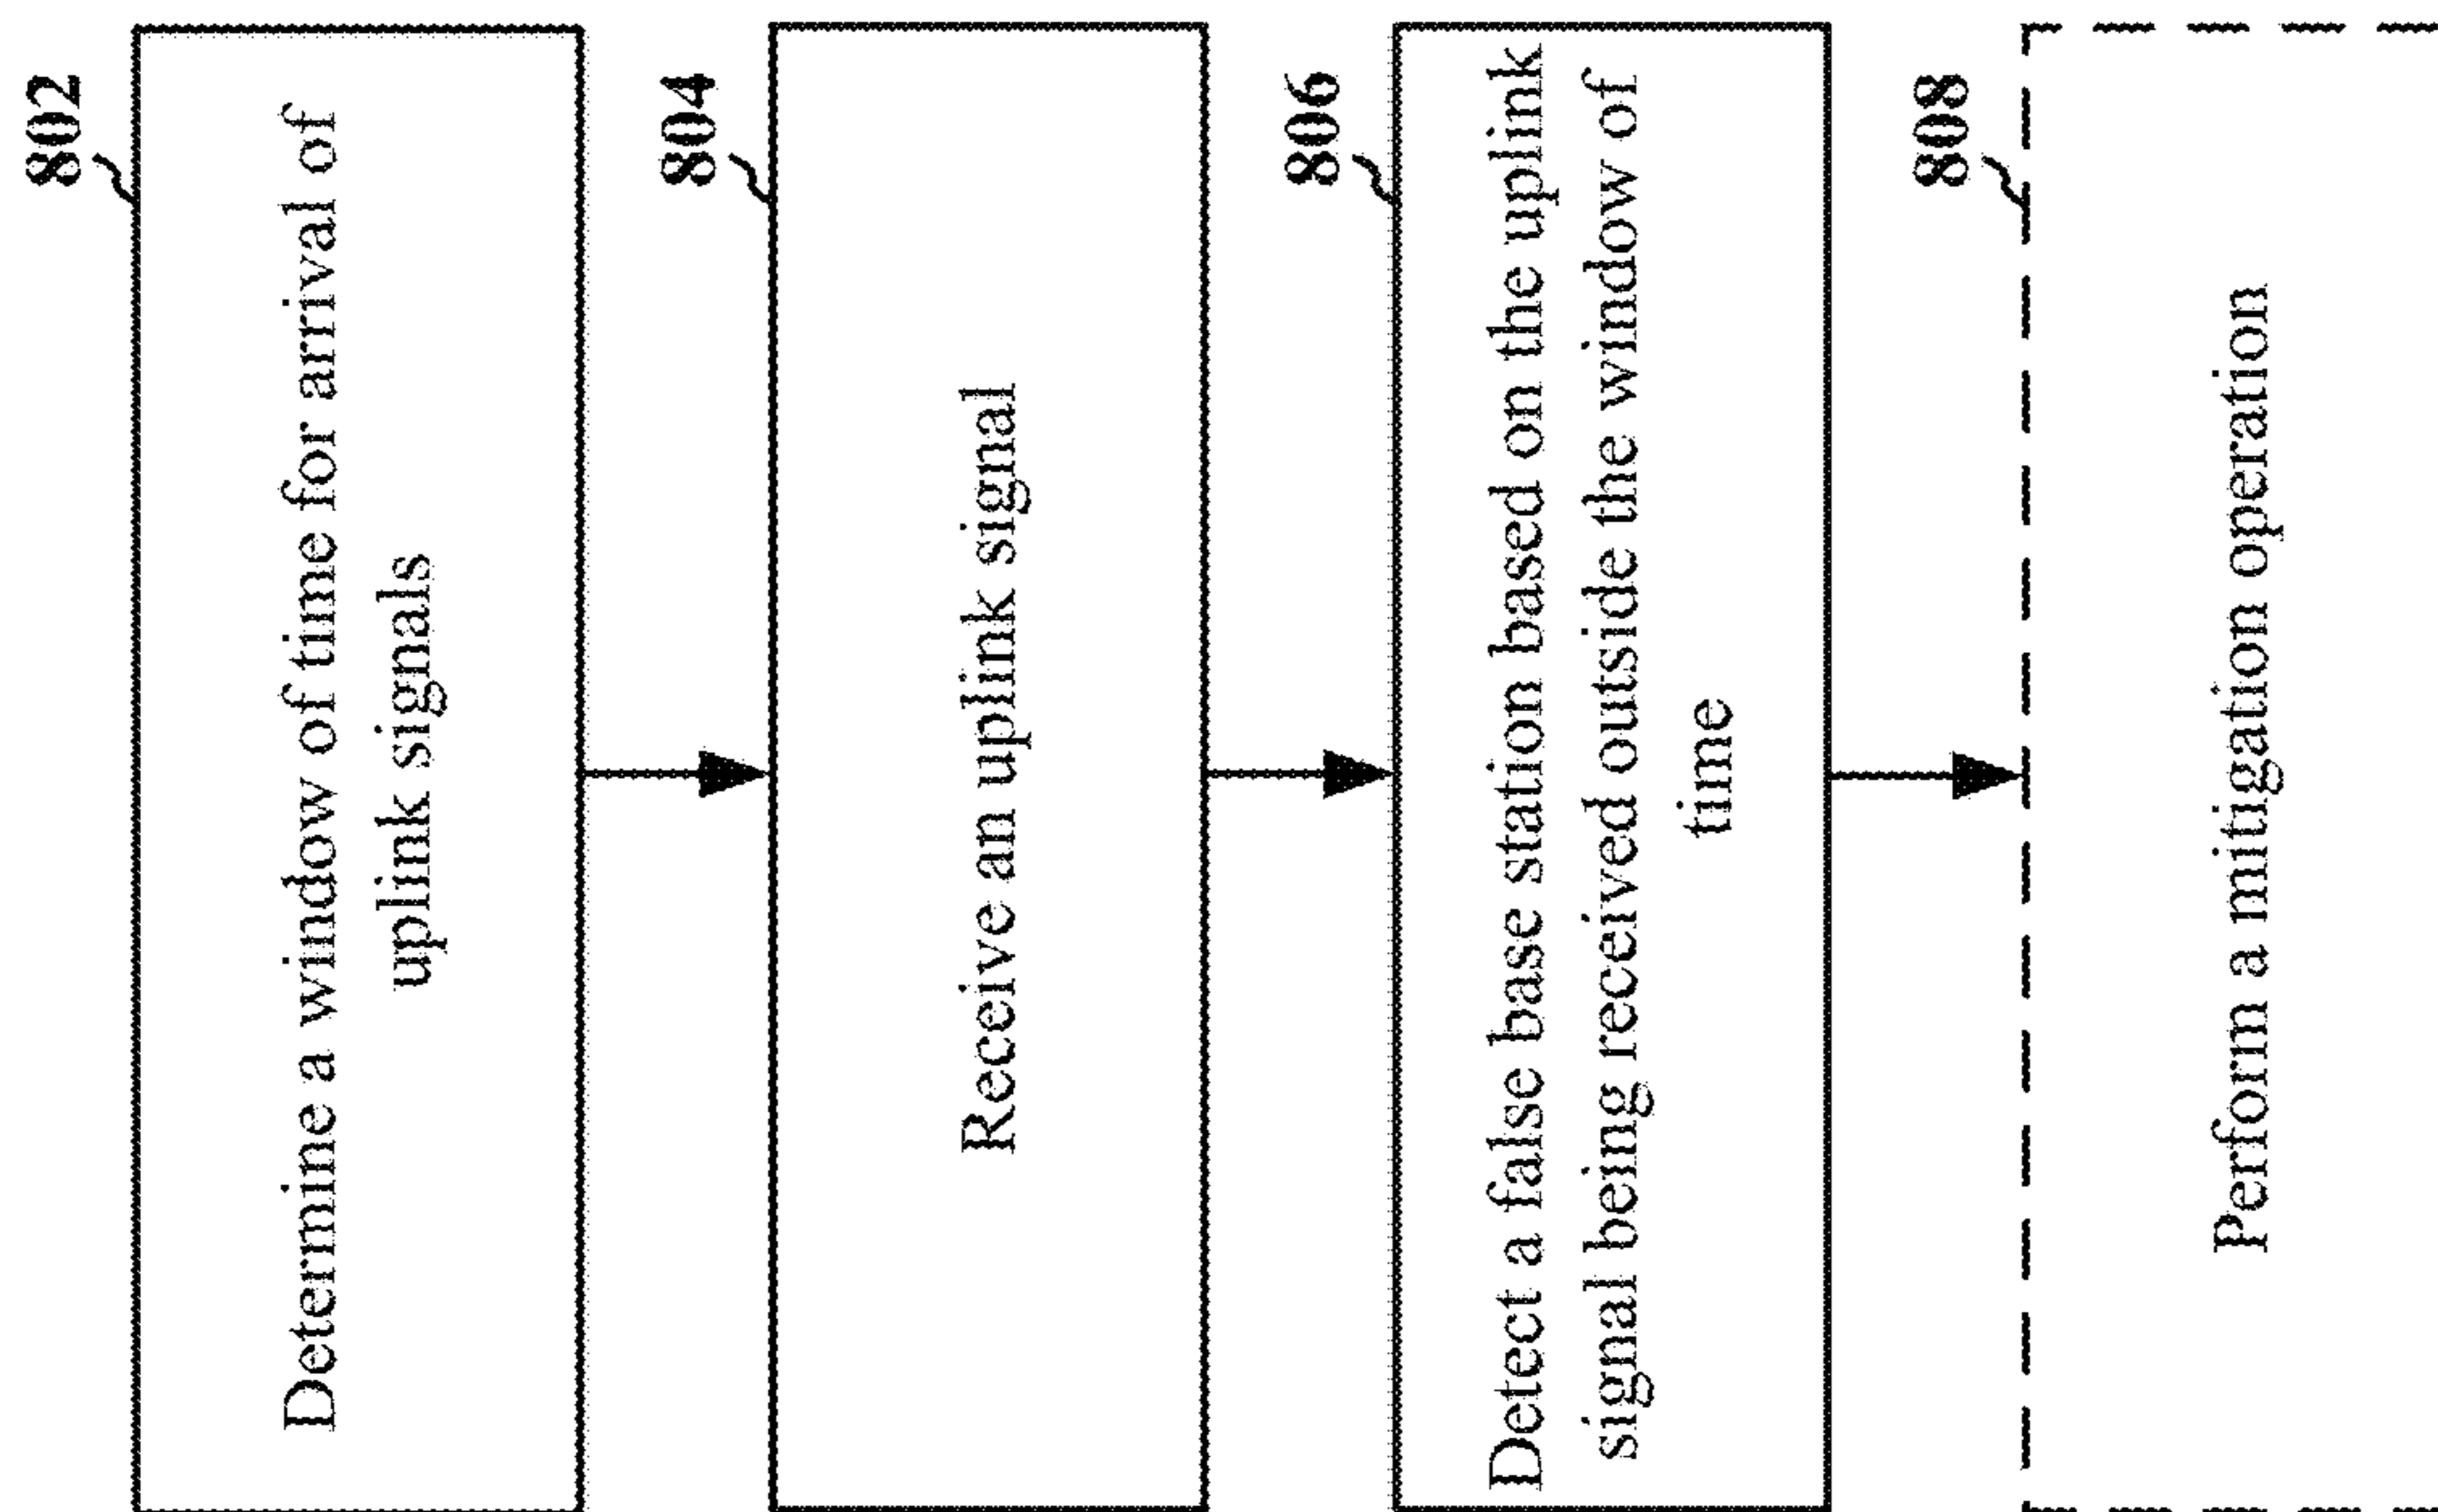 802
Determine a window of time for arrival of
uplink signals
804
Receive an uplink signal
806
Detect a false base station based on the uplink
signal being received outside the window of
time
808
Perform a mitigation operation